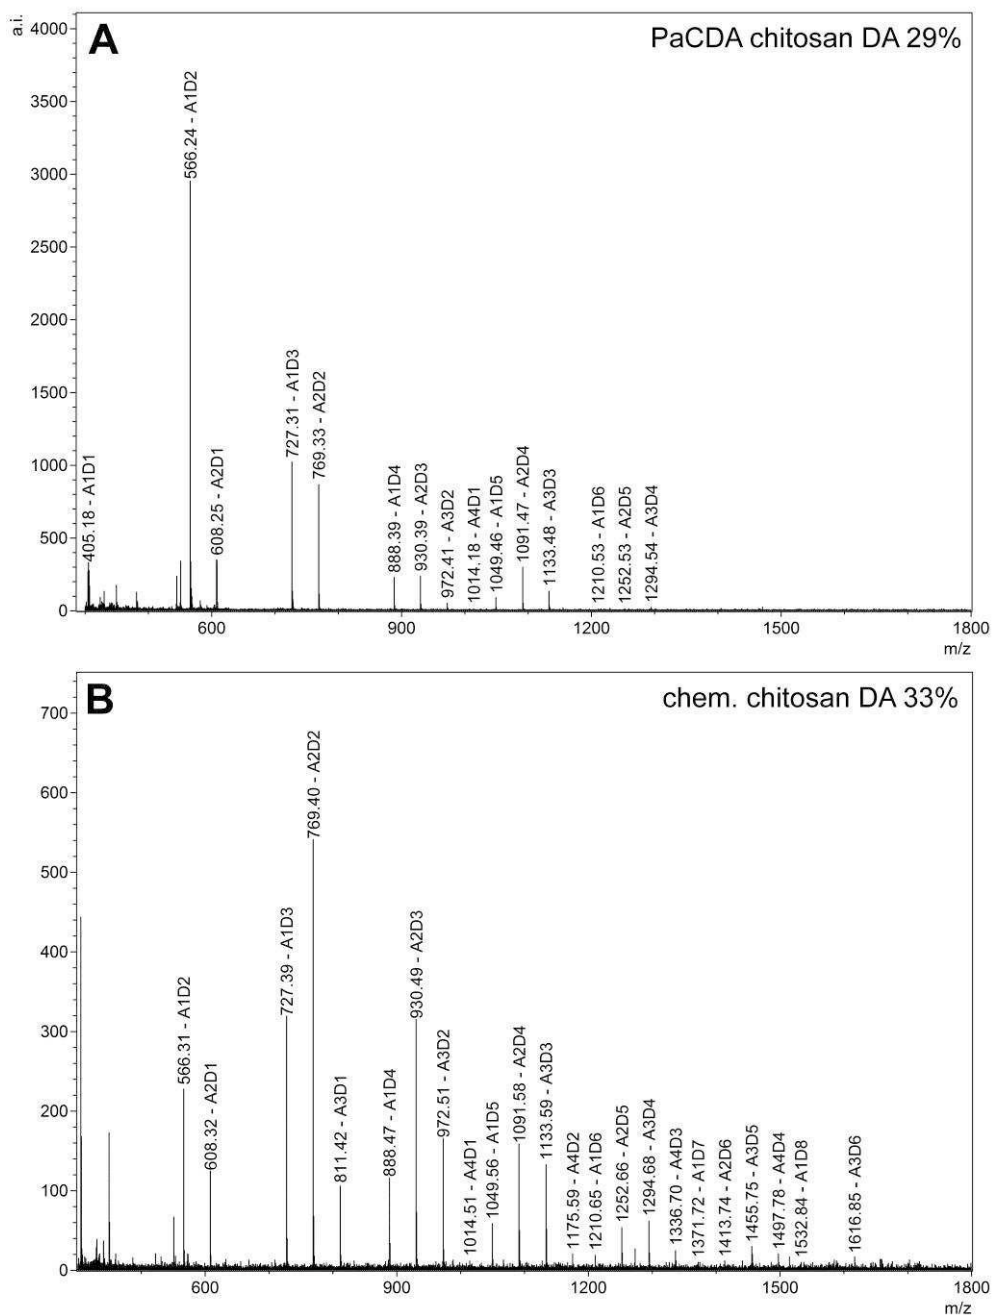 a.i.
A
PaCDA chitosan DA 29%
4000
3500
3000
2500
2000
1500
1000
500
0
405.18 - A1D1
566.24 - A1D2
608.25 - A2D1
727.31 - A1D3
769.33 - A2D2
888.39 - A1D4
930.39 - A2D3
972.41 - A3D2
1014.18 - A4D1
1049.46 - A1D5
1091.47 - A2D4
1133.48 - A3D3
1210.53 - A1D6
1252.53 - A2D5
1294.54 - A3D4
600 900 1200 1500 1800
m/z
B
chem. chitosan DA 33%
700
600
500
400
300
200
100
0
566.31 - A1D2
608.32 - A2D1
727.39 - A1D3
769.40 - A2D2
811.42 - A3D1
888.47 - A1D4
930.49 - A2D3
972.51 - A3D2
1014.51 - A4D1
1049.56 - A1D5
1091.58 - A2D4
1133.59 - A3D3
1175.59 - A4D2
1210.65 - A1D6
1252.66 - A2D5
1294.68 - A3D4
1336.70 - A4D3
1371.72 - A1D7
1413.74 - A2D6
1455.75 - A3D5
1497.78 - A4D4
1532.84 - A1D8
1616.85 - A3D6
600 900 1200 1500 1800
m/z